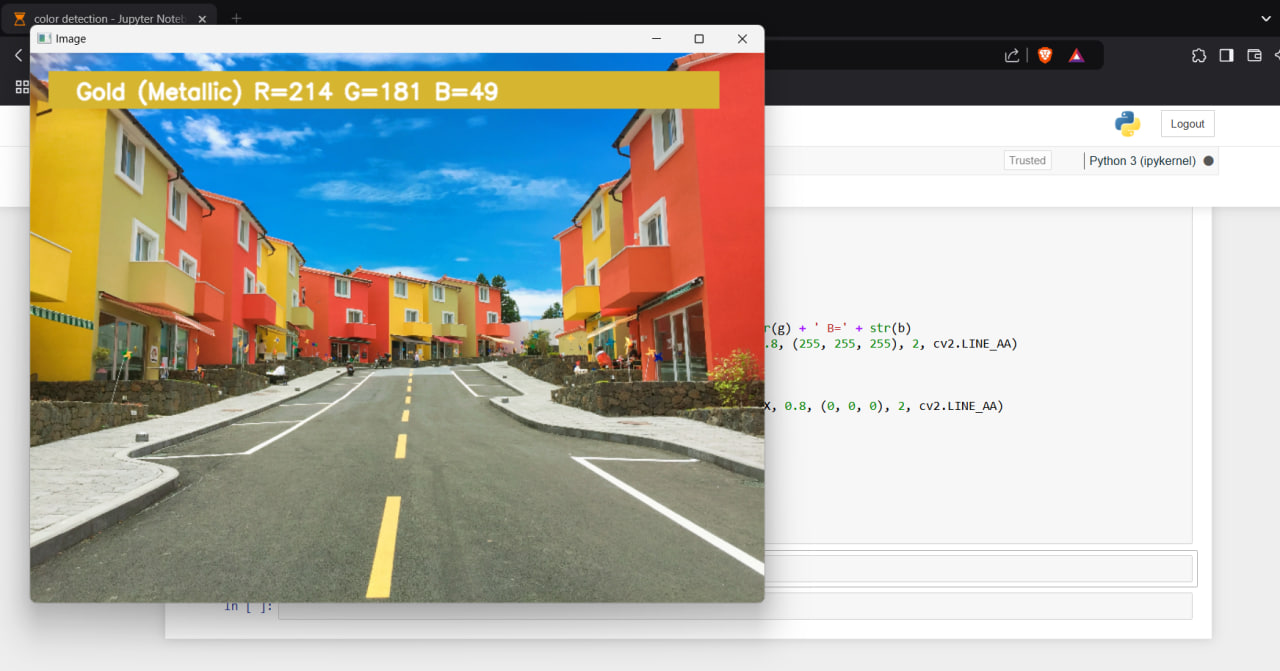 color detection - Jupyter Noteb
Image
Gold (Metallic) R=214 G=181 B=49
Logout
Trusted
Python 3 (ipykernel)
r(g) + ' B=' + str(b)
.8, (255, 255, 255), 2, cv2.LINE_AA)
X, 0.8, (0, 0, 0), 2, cv2.LINE_AA)
In [ ]: